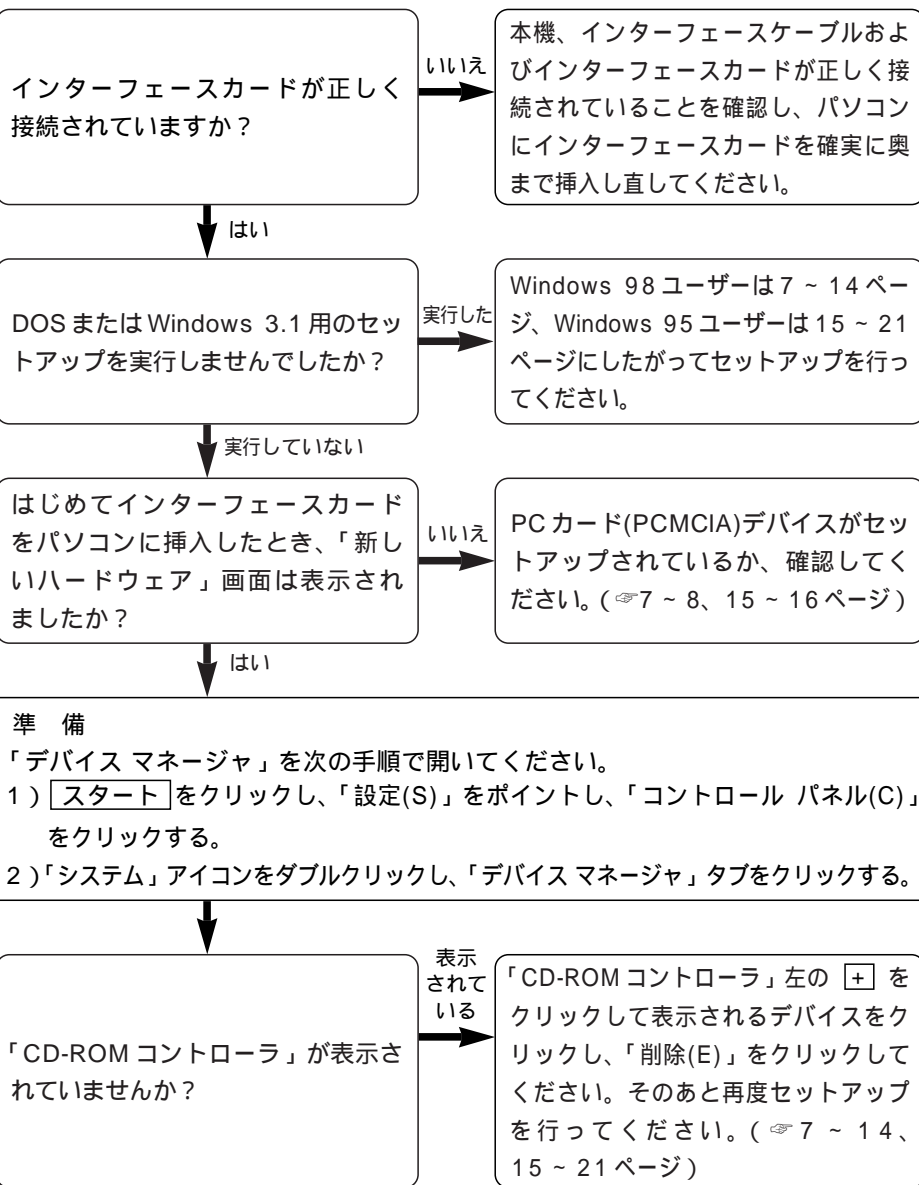 インターフェースカードが正しく
接続されていますか？
いいえ
本機、インターフェースケーブルおよ
びインターフェースカードが正しく接
続されていることを確認し、パソコン
にインターフェースカードを確実に奥
まで挿入し直してください。
はい
DOSまたはWindows 3.1用のセッ
トアップを実行しませんでしたか？
実行した
Windows 98ユーザーは7 ~ 14ペー
ジ、Windows 95ユーザーは15 ~ 21
ページにしたがってセットアップを行っ
てください。
実行していない
はじめてインターフェースカード
をパソコンに挿入したとき、「新し
いハードウェア」画面は表示され
ましたか？
いいえ
PCカード(PCMCIA)デバイスがセッ
トアップされているか、確認してく
ださい。(☞7 ~ 8、15 ~ 16ページ)
はい
準 備
「デバイス マネージャ」を次の手順で開いてください。
1）スタートをクリックし、「設定(S)」をポイントし、「コントロール パネル(C)」
をクリックする。
2）「システム」アイコンをダブルクリックし、「デバイス マネージャ」タブをクリックする。
「CD-ROMコントローラ」が表示さ
れていませんか？
表示
されて
いる
「CD-ROMコントローラ」左の + を
クリックして表示されるデバイスをク
リックし、「削除(E)」をクリックして
ください。そのあと再度セットアップ
を行ってください。(☞7 ~ 14、
15 ~ 21ページ)